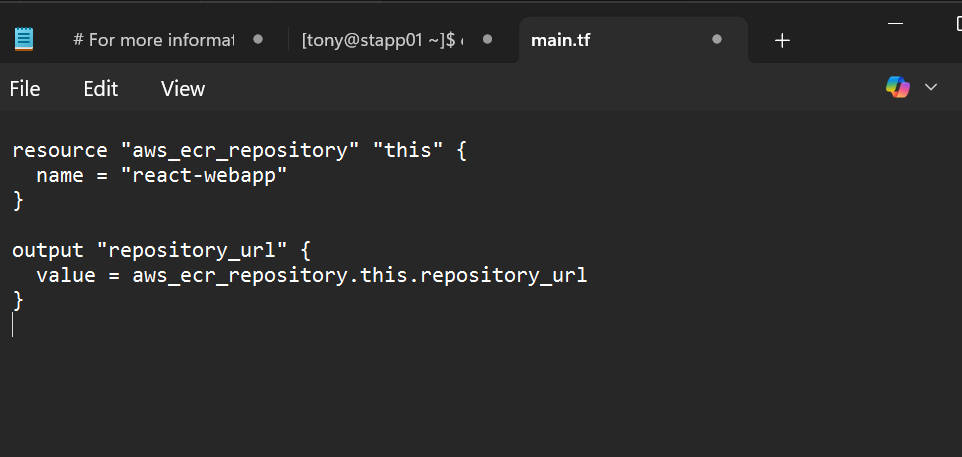 # For more informat
[tony@stapp01 ~]$
main.tf
File Edit View
resource "aws_ecr_repository" "this" {
  name = "react-webapp"
}
output "repository_url" {
  value = aws_ecr_repository.this.repository_url
}